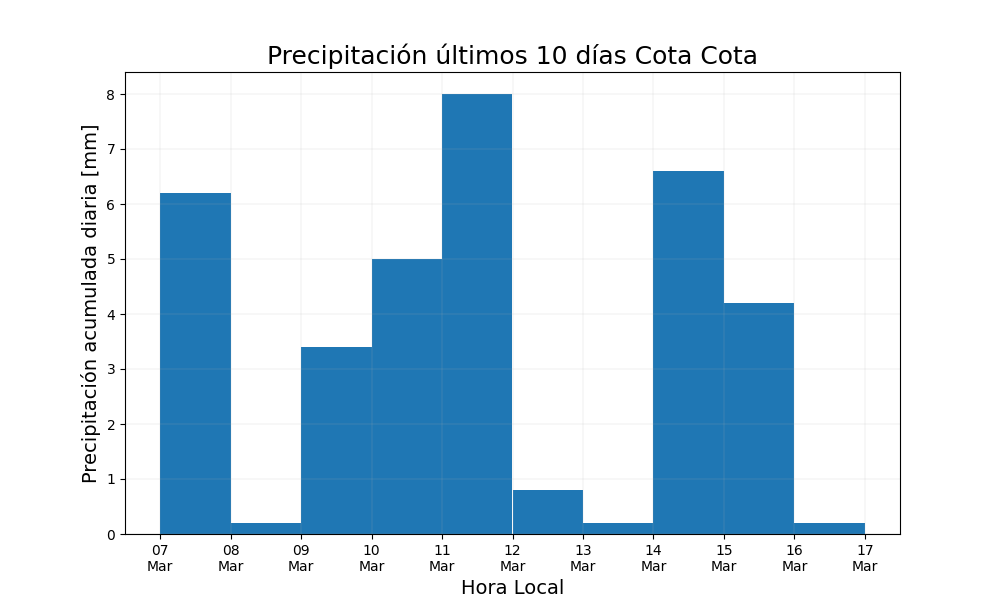 Precipitación últimos 10 días Cota Cota
Precipitación acumulada diaria [mm]
8
7
6
5
4
3
2
1
0
07 08 09 10 11 12 13 14 15 16 17
Mar Mar Mar Mar Mar Mar Mar Mar Mar Mar Mar
Hora Local